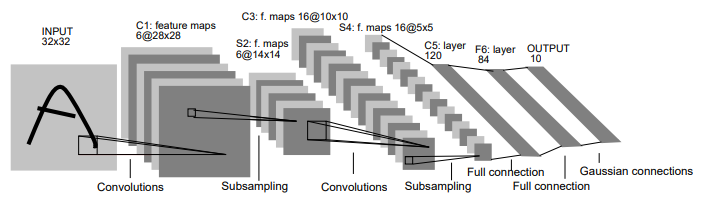 INPUT
32x32
C1: feature maps
6@28x28
S2: f. maps
6@14x14
C3: f. maps 16@10x10
S4: f. maps 16@5x5
C5: layer
120
F6: layer
84
OUTPUT
10
Convolutions
Subsampling
Convolutions
Subsampling
Full connection
Full connection
Gaussian connections
A